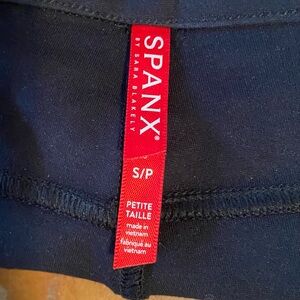 SPANX®
BY SARA BLAKELY
S/P
PETITE
TAILLE
made in
vietnam
fabriqué au
vietnam